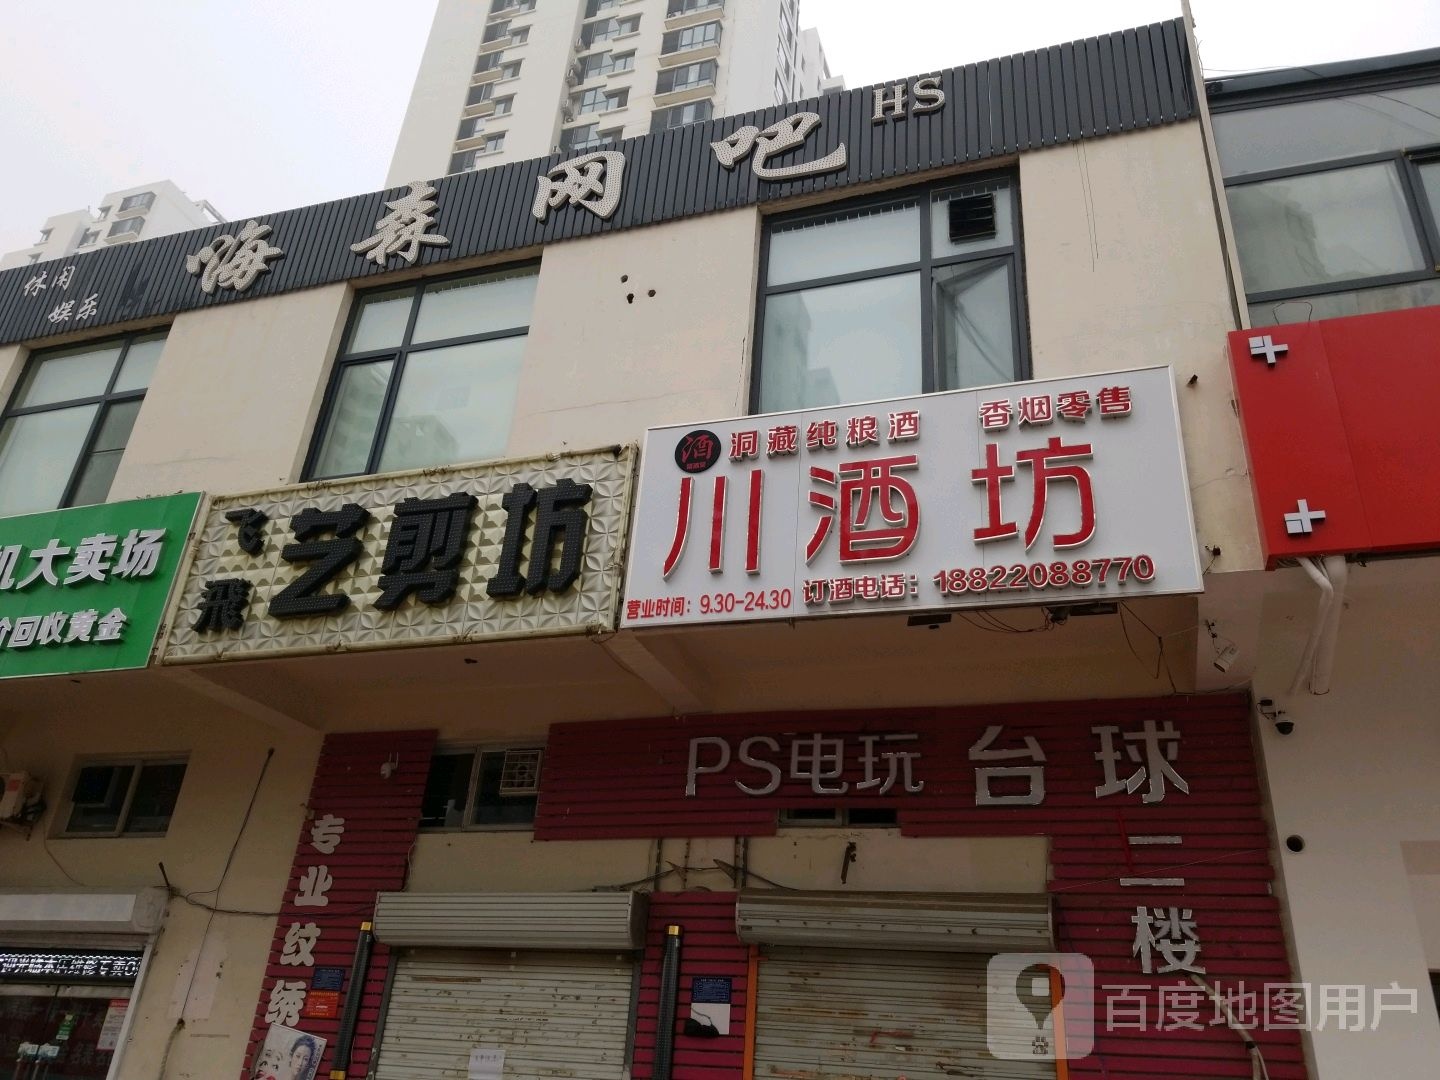 休闲
娱乐
嗨森网吧
HS
机大卖场
价回收黄金
飞
飛
艺剪坊
酒
洞藏纯粮酒
香烟零售
川酒坊
营业时间：9.30-24.30
订酒电话：18822088770
PS电玩
台球
二楼
专业纹绣
百度地图用户